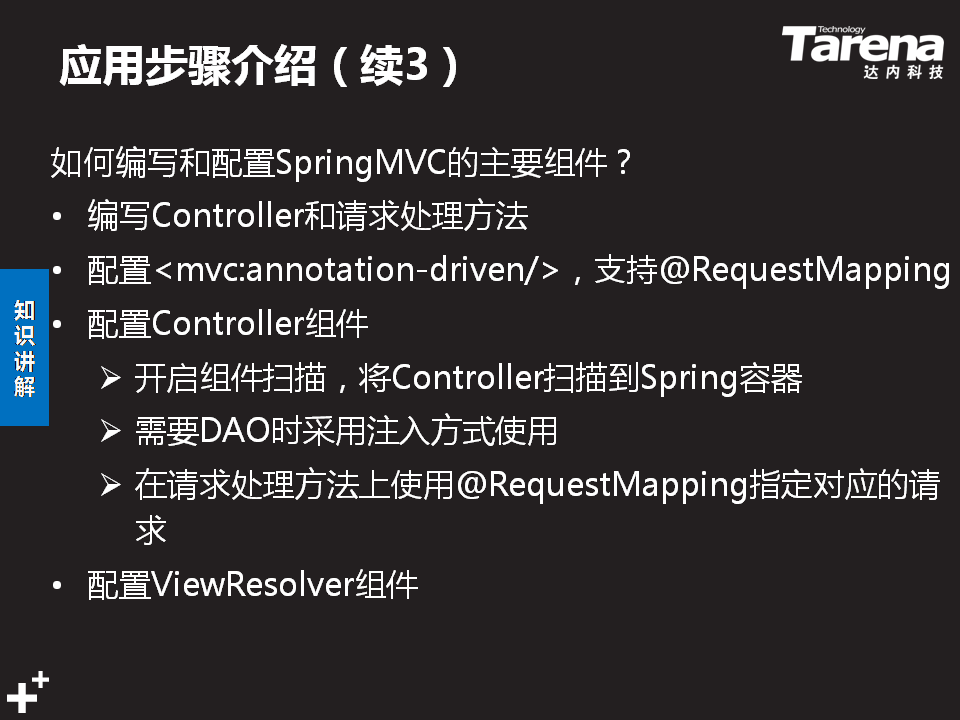 应用步骤介绍（续3）
Technology
Tarena
达内科技
如何编写和配置SpringMVC的主要组件？
• 编写Controller和请求处理方法
• 配置<mvc:annotation-driven/>，支持@RequestMapping
• 配置Controller组件
➢ 开启组件扫描，将Controller扫描到Spring容器
➢ 需要DAO时采用注入方式使用
➢ 在请求处理方法上使用@RequestMapping指定对应的请
求
• 配置ViewResolver组件
知
识
讲
解